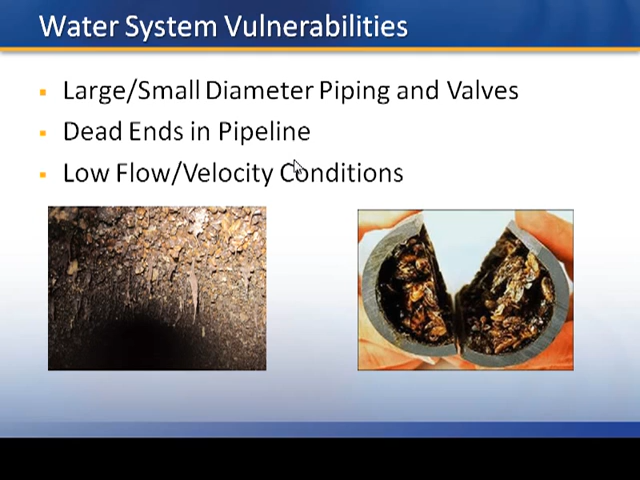 Water System Vulnerabilities
Large/Small Diameter Piping and Valves
Dead Ends in Pipeline
Low Flow/Velocity Conditions